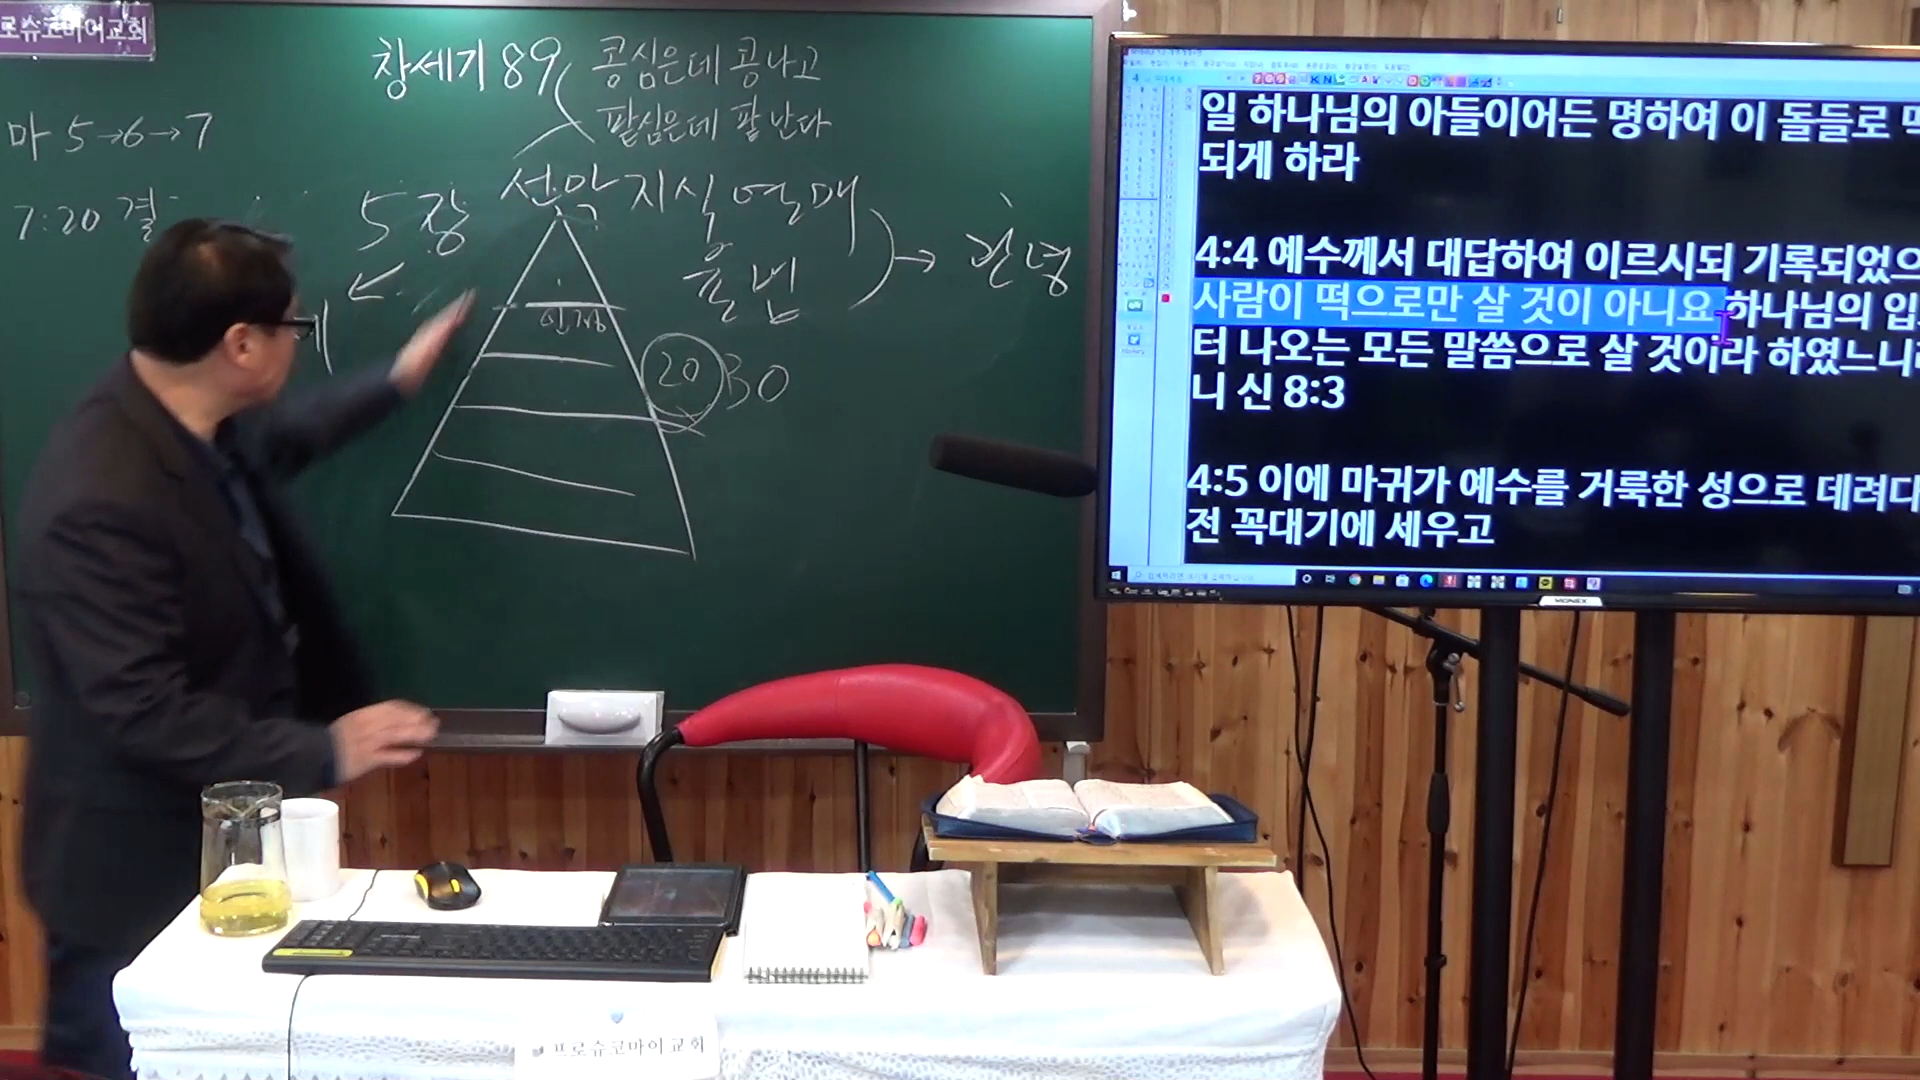 로슈코마이교회
창세기 89
콩심은데 콩나고
팥심은데 팥난다
마 5→6→7
7:20 결
5장
선악 지식 열매
율법
→ 관념
20 30
일 하나님의 아들이어든 명하여 이 돌들로
되게 하라
4:4 예수께서 대답하여 이르시되 기록되었으
사람이 떡으로만 살 것이 아니요 하나님의 입
터 나오는 모든 말씀으로 살 것이라 하였느니
니 신 8:3
4:5 이에 마귀가 예수를 거룩한 성으로 데려다
전 꼭대기에 세우고
MONEX
프로슈코마이교회